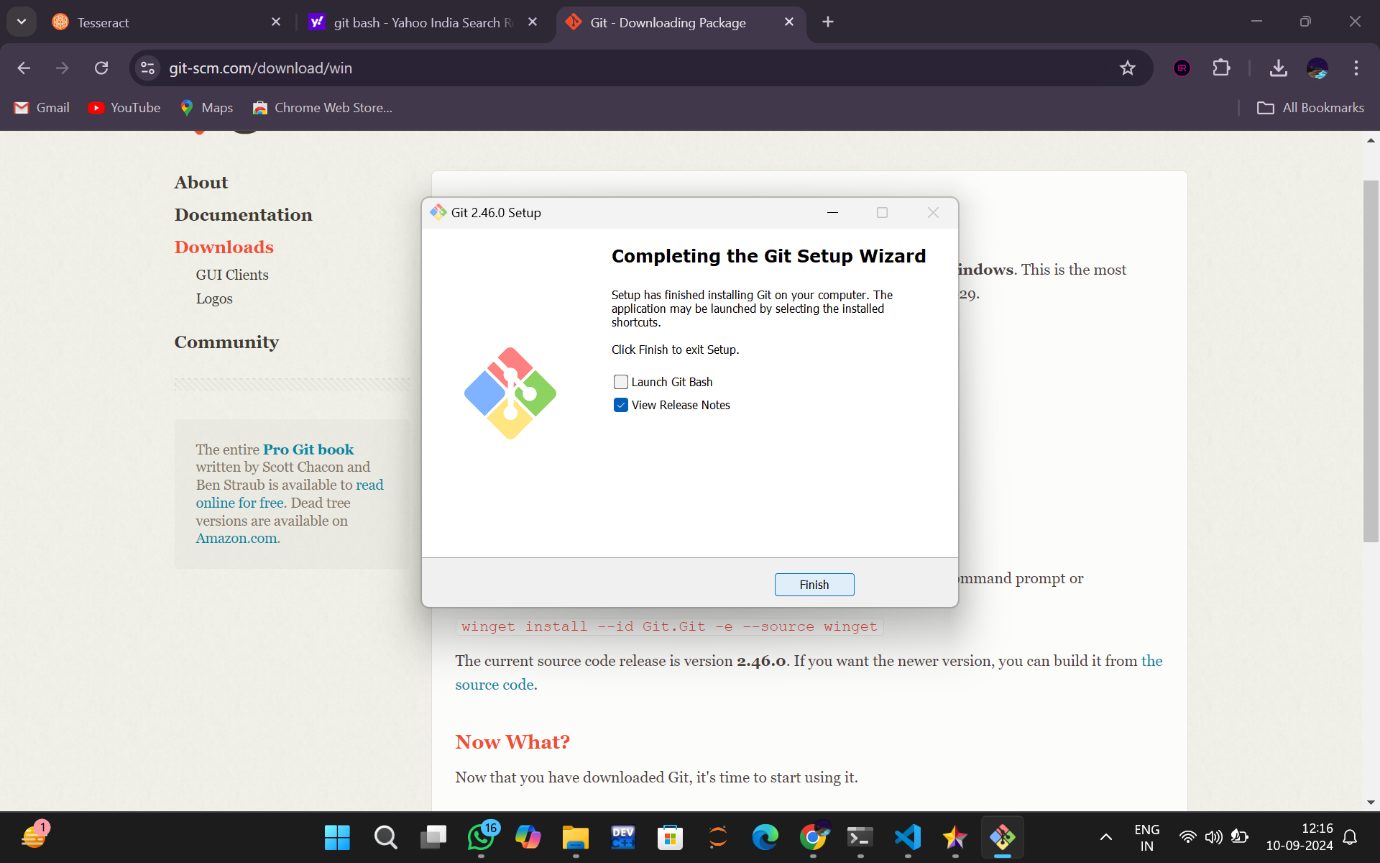 Tesseract
git bash - Yahoo India Search R
Git - Downloading Package
git-scm.com/download/win
Gmail
YouTube
Maps
Chrome Web Store...
All Bookmarks
About
Documentation
Downloads
GUI Clients
Logos
Community
The entire Pro Git book
written by Scott Chacon and
Ben Straub is available to read
online for free. Dead tree
versions are available on
Amazon.com.
Git 2.46.0 Setup
Completing the Git Setup Wizard
Setup has finished installing Git on your computer. The
application may be launched by selecting the installed
shortcuts.
Click Finish to exit Setup.
Launch Git Bash
View Release Notes
Finish
indows. This is the most
29.
ommand prompt or
winget install --id Git.Git -e --source winget
The current source code release is version 2.46.0. If you want the newer version, you can build it from the
source code.
Now What?
Now that you have downloaded Git, it's time to start using it.
1
16
DEV
C++
ENG
IN
12:16
10-09-2024